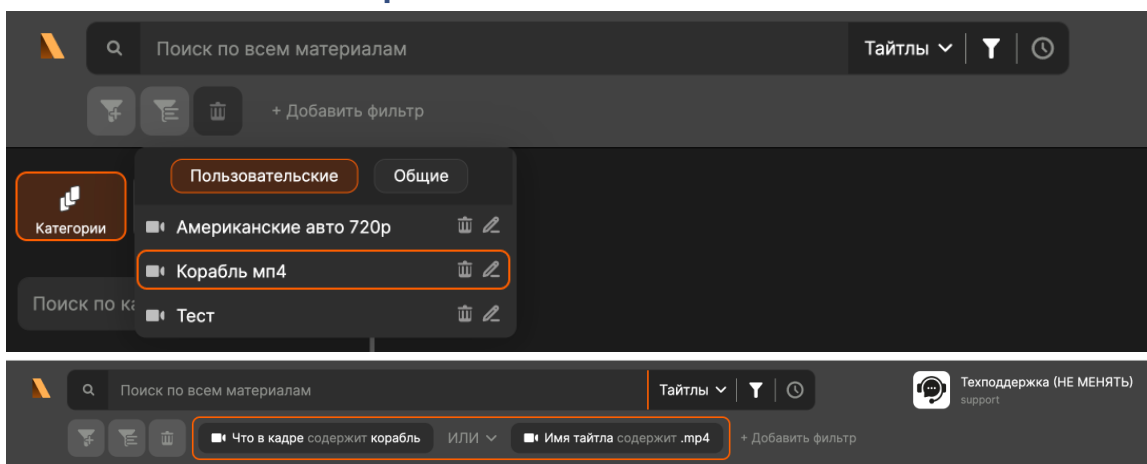 Поиск по всем материалам
Тайтлы
+ Добавить фильтр
Пользовательские Общие
Категории
Американские авто 720p
Корабль мп4
Поиск по ка
Тест
Поиск по всем материалам
Тайтлы
Техподдержка (НЕ МЕНЯТЬ)
support
Что в кадре содержит корабль ИЛИ Имя тайтла содержит .mp4 + Добавить фильтр